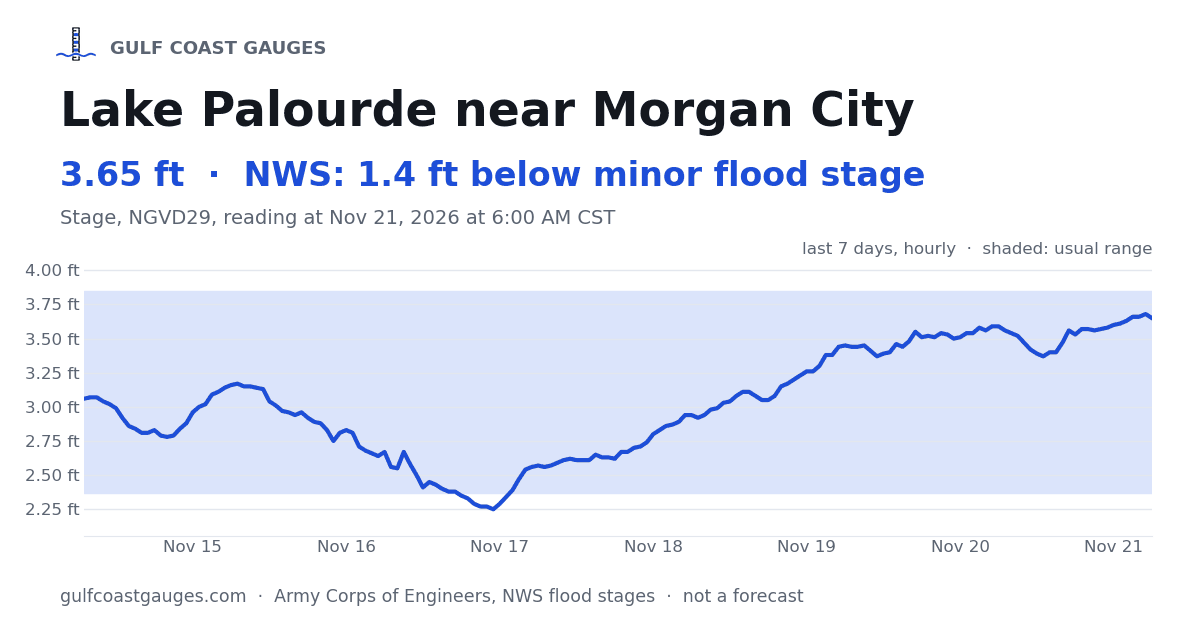 GULF COAST GAUGES
Lake Palourde near Morgan City
3.65 ft · NWS: 1.4 ft below minor flood stage
Stage, NGVD29, reading at Nov 21, 2026 at 6:00 AM CST
last 7 days, hourly · shaded: usual range
4.00 ft
3.75 ft
3.50 ft
3.25 ft
3.00 ft
2.75 ft
2.50 ft
2.25 ft
Nov 15 Nov 16 Nov 17 Nov 18 Nov 19 Nov 20 Nov 21
gulfcoastgauges.com · Army Corps of Engineers, NWS flood stages · not a forecast